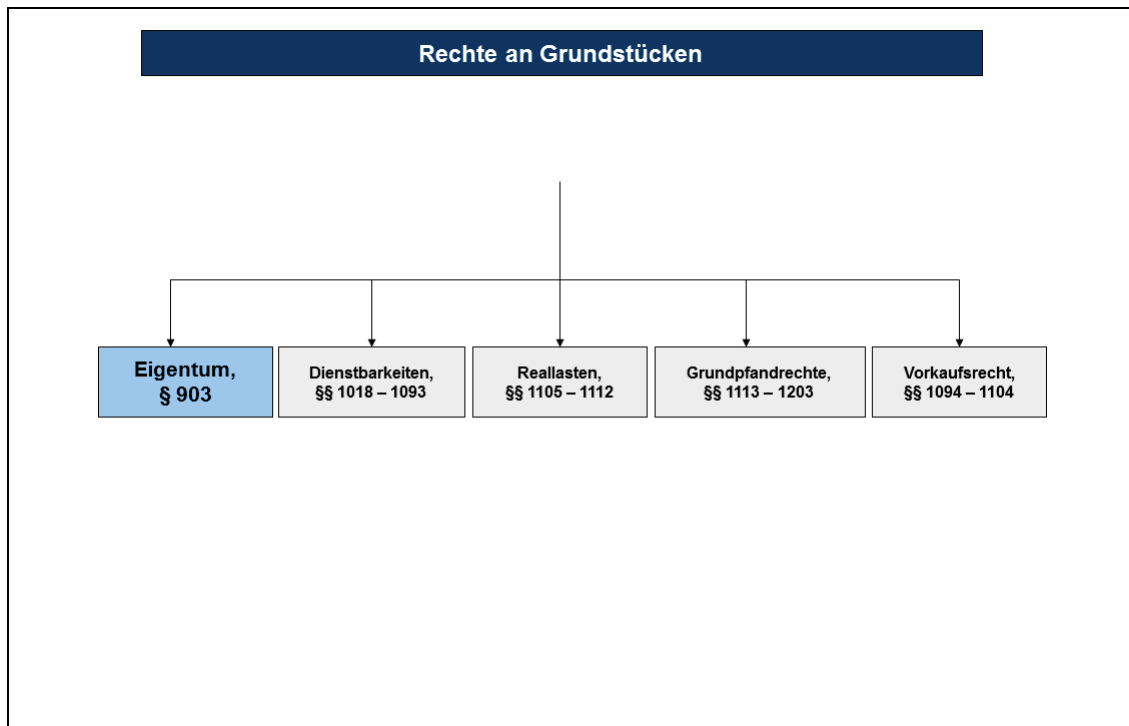 Rechte an Grundstücken
Eigentum,
§ 903
Dienstbarkeiten,
§§ 1018 – 1093
Reallasten,
§§ 1105 – 1112
Grundpfandrechte,
§§ 1113 – 1203
Vorkaufsrecht,
§§ 1094 – 1104